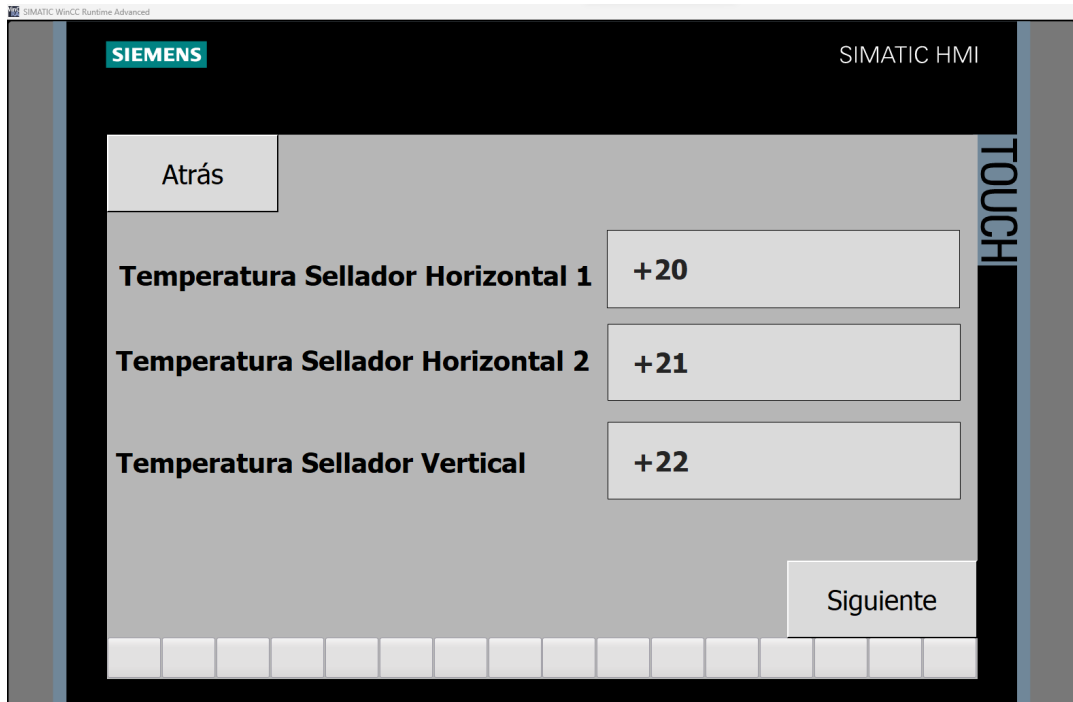 SIMATIC WinCC Runtime Advanced
SIEMENS
SIMATIC HMI
TOUCH
Atrás
Temperatura Sellador Horizontal 1 +20
Temperatura Sellador Horizontal 2 +21
Temperatura Sellador Vertical +22
Siguiente